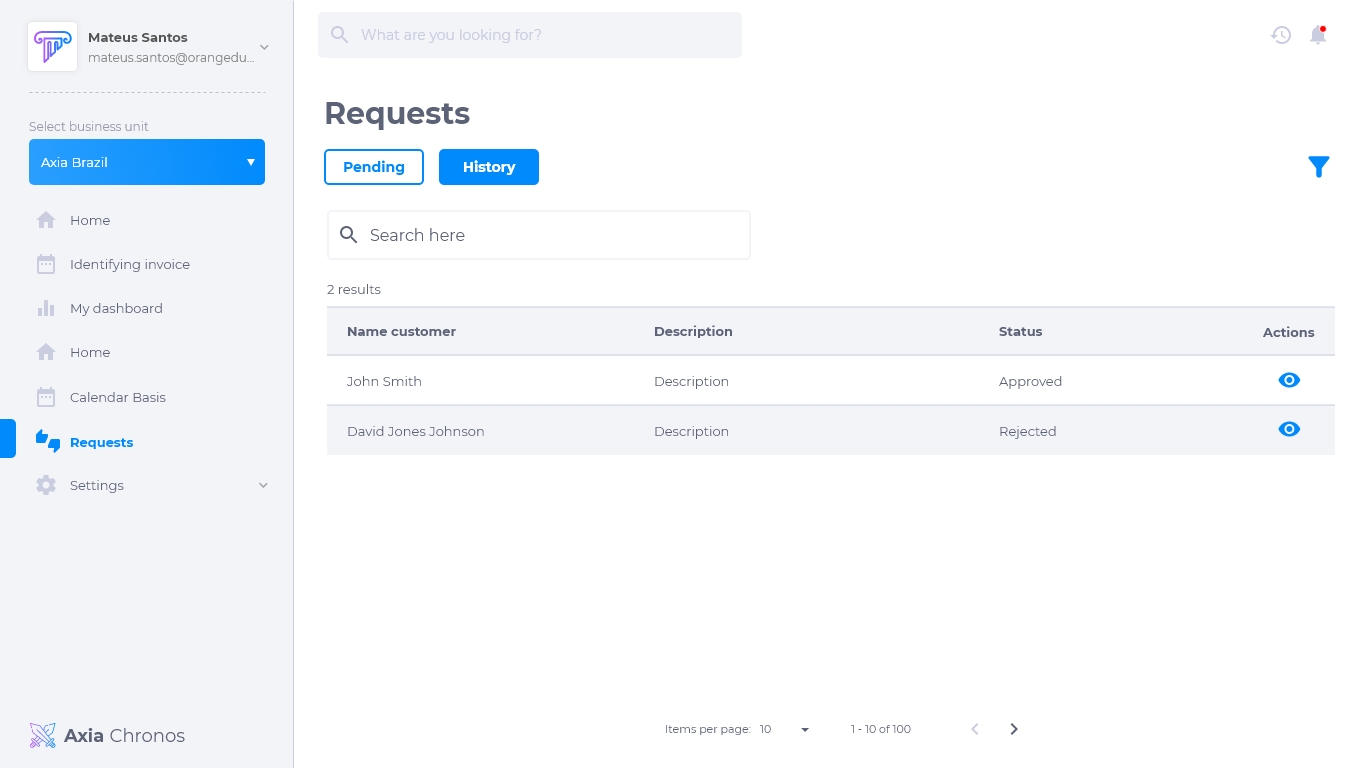 Mateus Santos
mateus.santos@orangedu...
Select business unit
Axia Brazil
Home
Identifying invoice
My dashboard
Home
Calendar Basis
Requests
Settings
Axia Chronos
What are you looking for?
Requests
Pending
History
Search here
2 results
Name customer Description Status Actions
John Smith Description Approved
David Jones Johnson Description Rejected
Items per page: 10 1 - 10 of 100